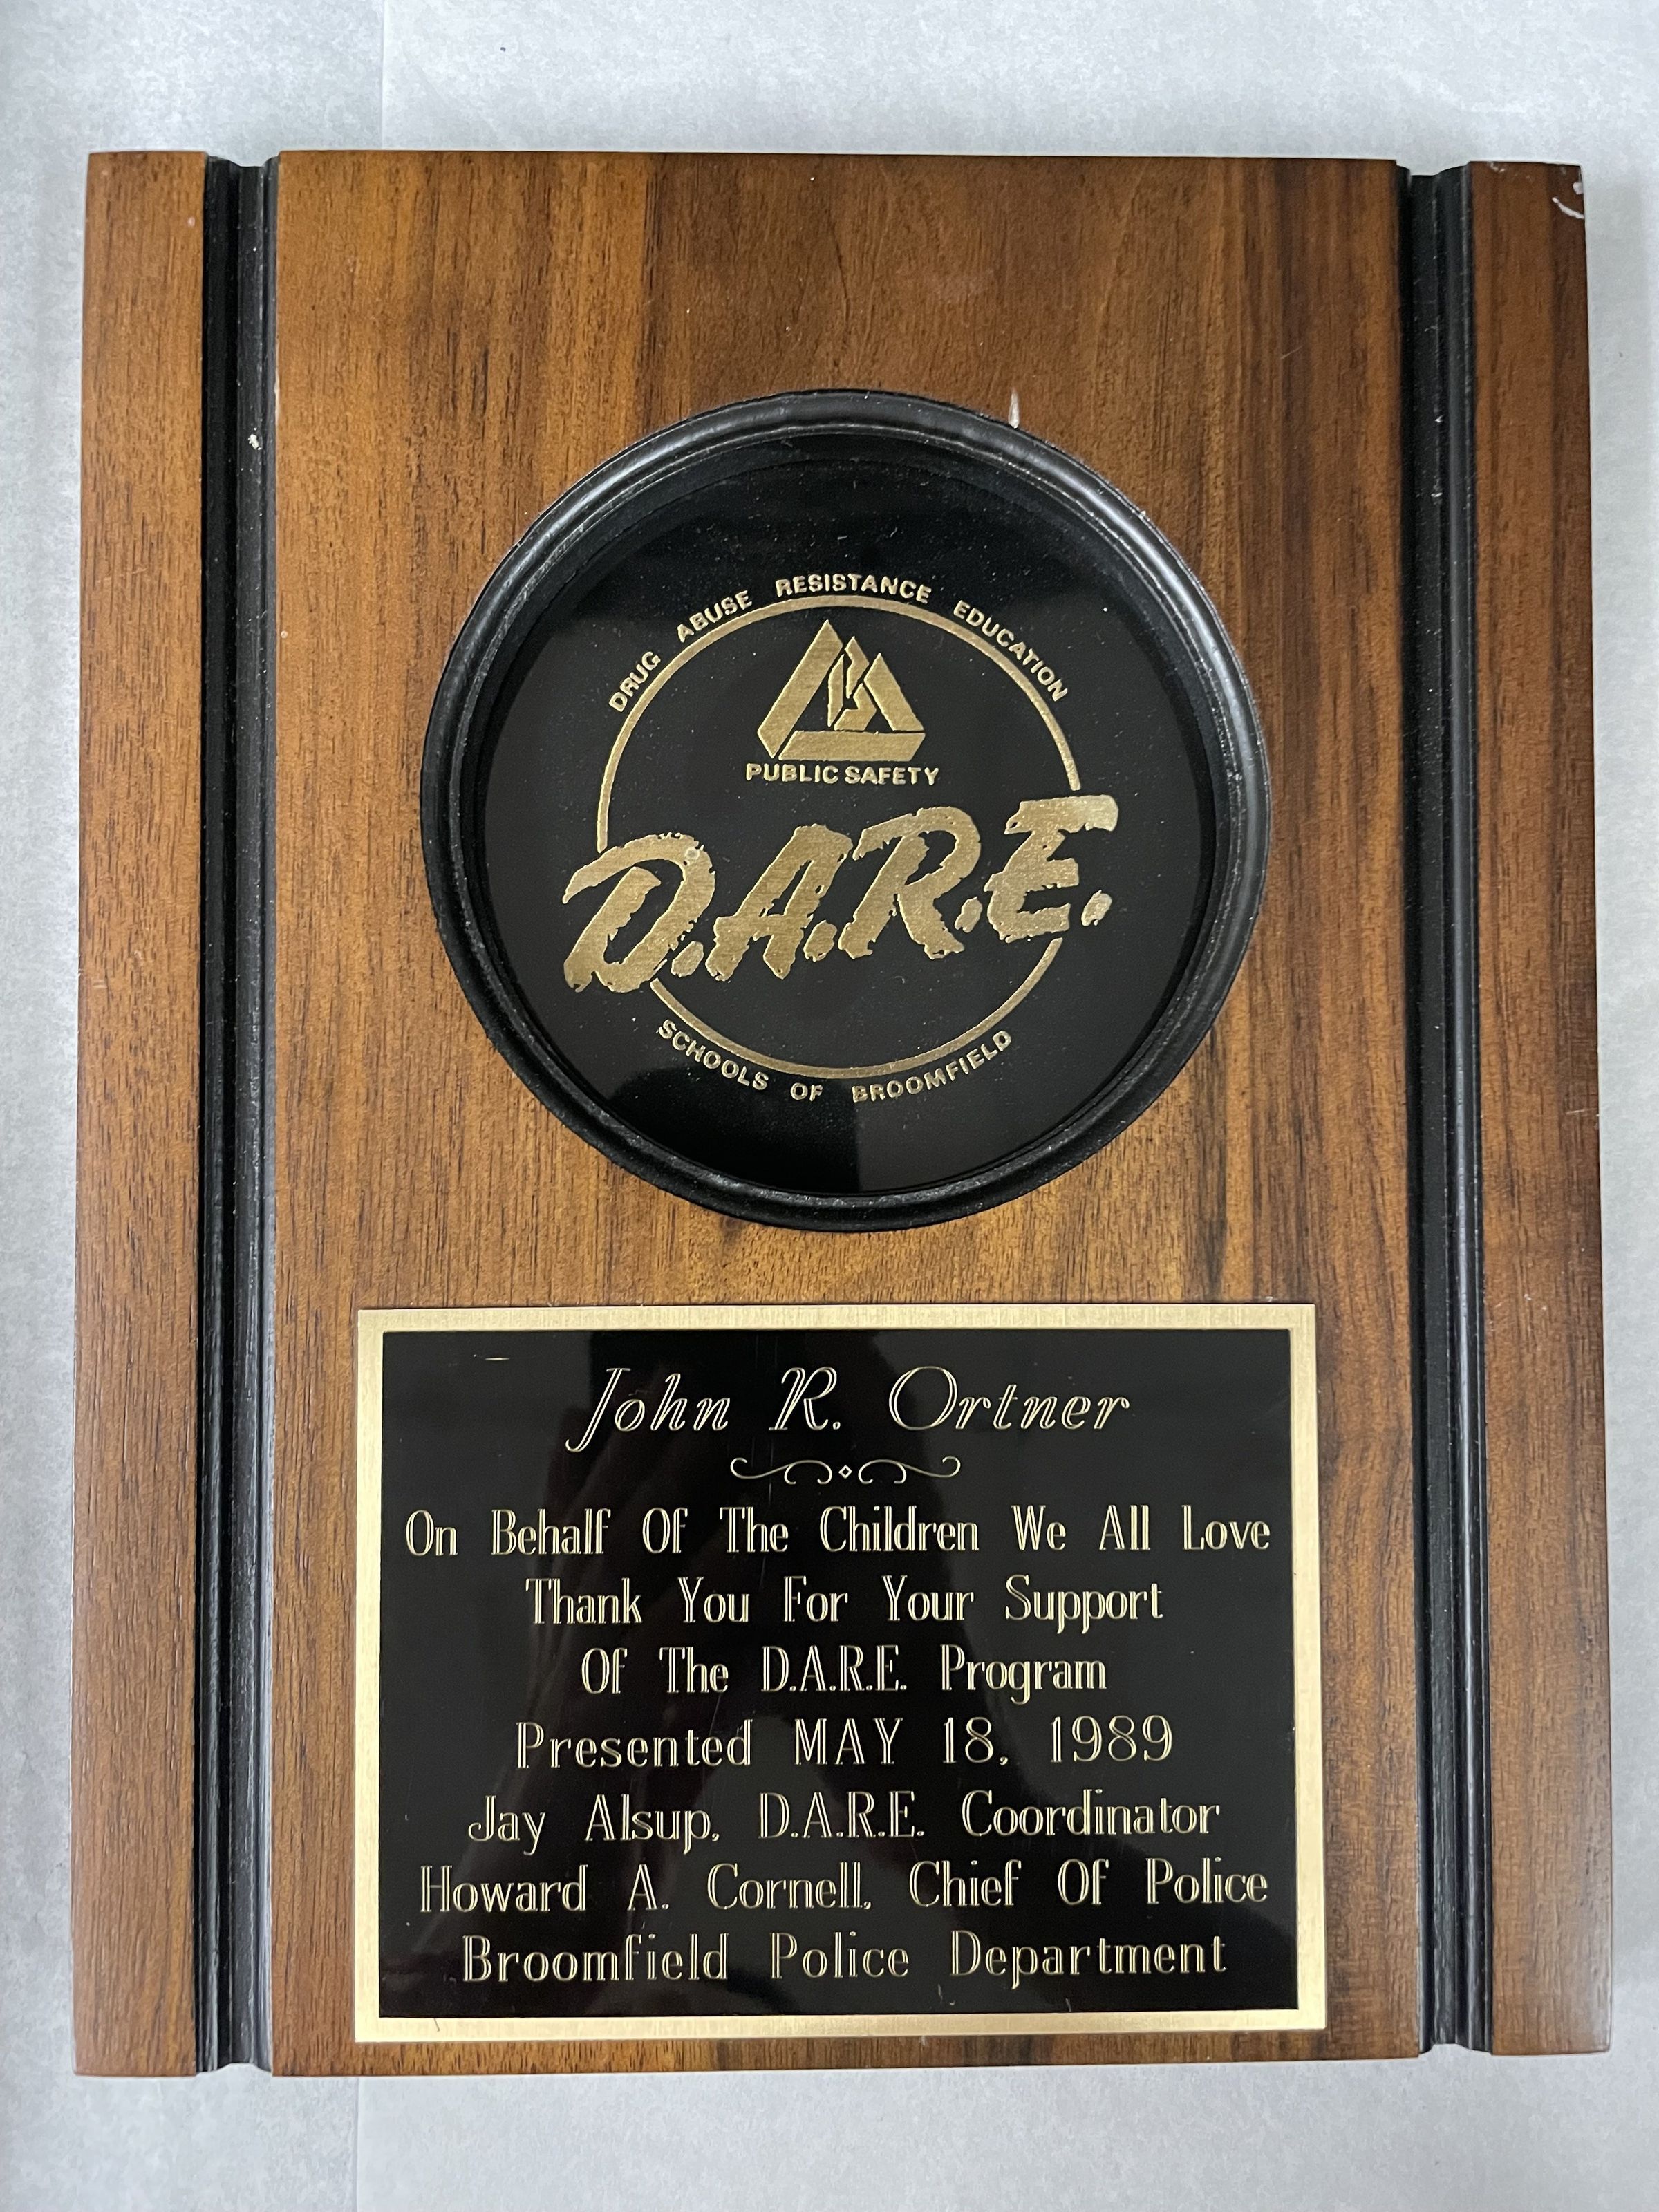 DRUG ABUSE RESISTANCE EDUCATION
PUBLIC SAFETY
D.A.R.E.
SCHOOLS OF BROOMFIELD
John R. Ortner
On Behalf Of The Children We All Love
Thank You For Your Support
Of The D.A.R.E. Program
Presented MAY 18, 1989
Jay Alsup, D.A.R.E. Coordinator
Howard A. Cornell, Chief Of Police
Broomfield Police Department